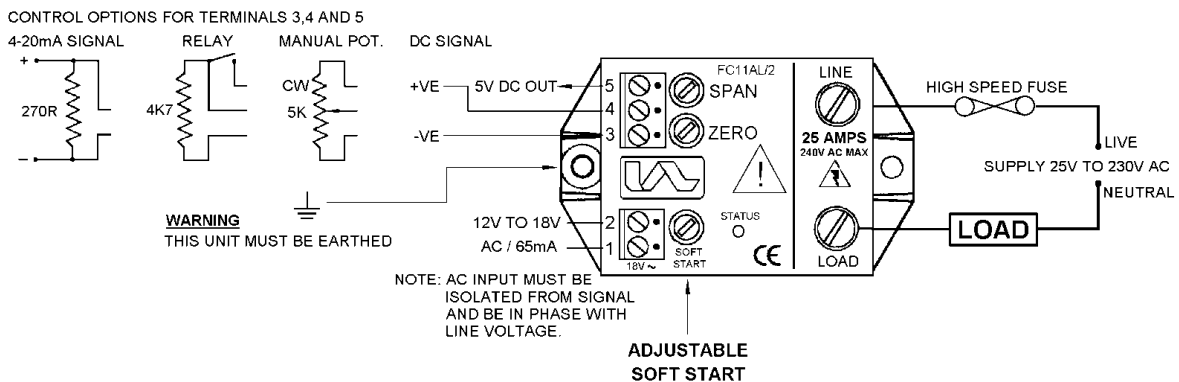 CONTROL OPTIONS FOR TERMINALS 3,4 AND 5
4-20mA SIGNAL
RELAY
MANUAL POT.
DC SIGNAL
+
270R
–
4K7
CW
5K
+VE
-VE
5V DC OUT
5
4
3
SPAN
ZERO
FC11AL/2
LINE
25 AMPS
240V AC MAX
!
HIGH SPEED FUSE
LIVE
SUPPLY 25V TO 230V AC
NEUTRAL
LOAD
WARNING
THIS UNIT MUST BE EARTHED
12V TO 18V
AC / 65mA
2
1
18V ~
SOFT
START
STATUS
CE
LOAD
NOTE: AC INPUT MUST BE
ISOLATED FROM SIGNAL
AND BE IN PHASE WITH
LINE VOLTAGE.
ADJUSTABLE
SOFT START